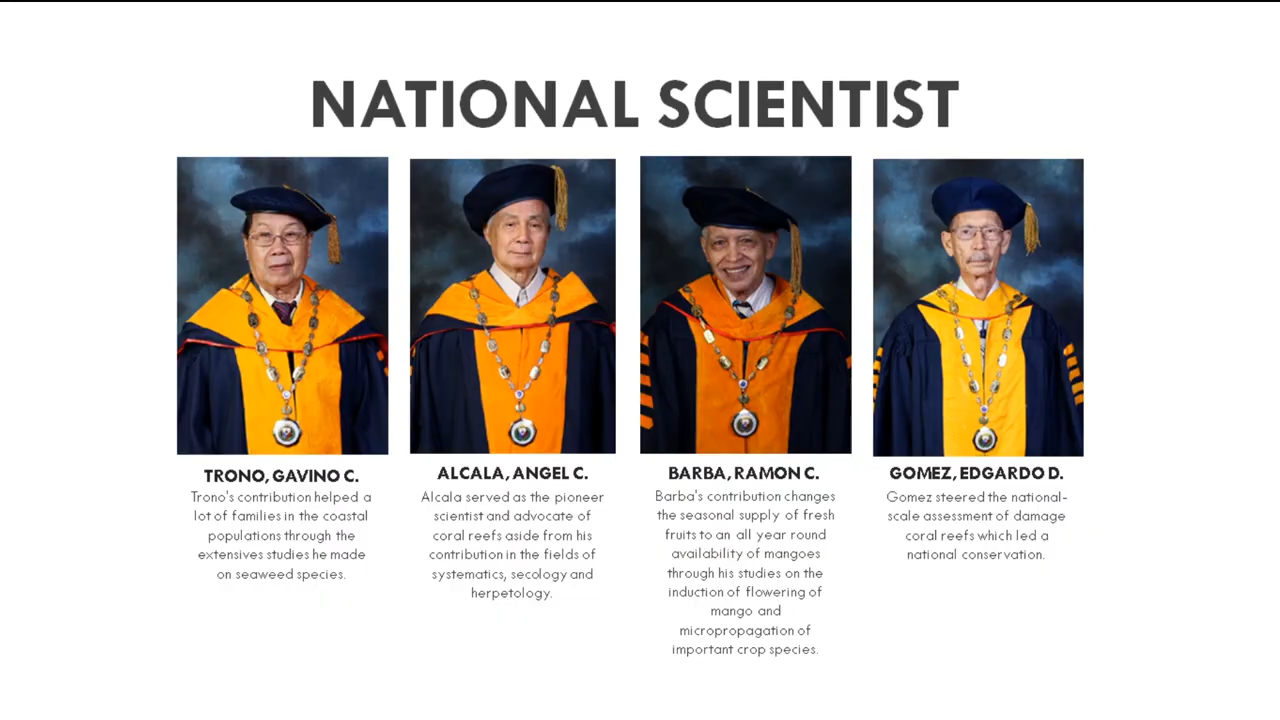 NATIONAL SCIENTIST
TRONO, GAVINO C.
Trono's contribution helped a
lot of families in the coastal
populations through the
extensives studies he made
on seaweed species.
ALCALA, ANGEL C.
Alcala served as the pioneer
scientist and advocate of
coral reefs aside from his
contribution in the fields of
systematics, secology and
herpetology.
BARBA, RAMON C.
Barba's contribution changes
the seasonal supply of fresh
fruits to an all year round
availability of mangoes
through his studies on the
induction of flowering of
mango and
micropropagation of
important crop species.
GOMEZ, EDGARDO D.
Gomez steered the national-
scale assessment of damage
coral reefs which led a
national conservation.